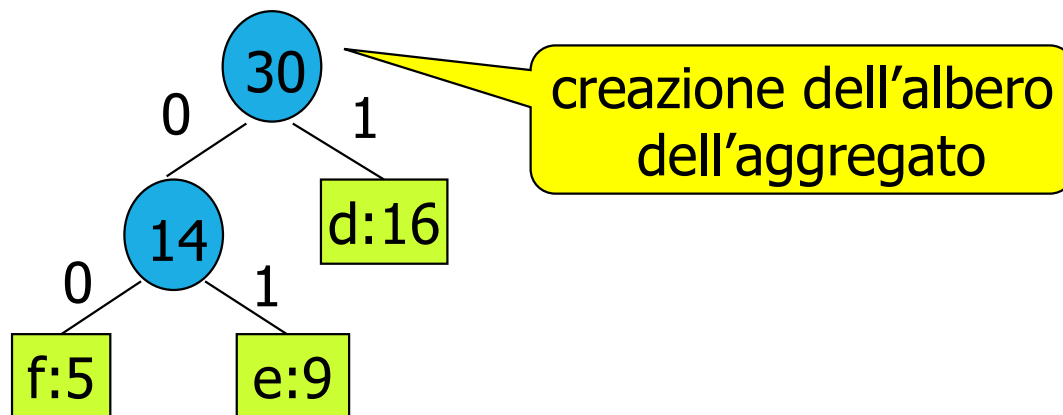 30
creazione dell’albero
dell’aggregato
0
1
14
d:16
0
1
f:5
e:9